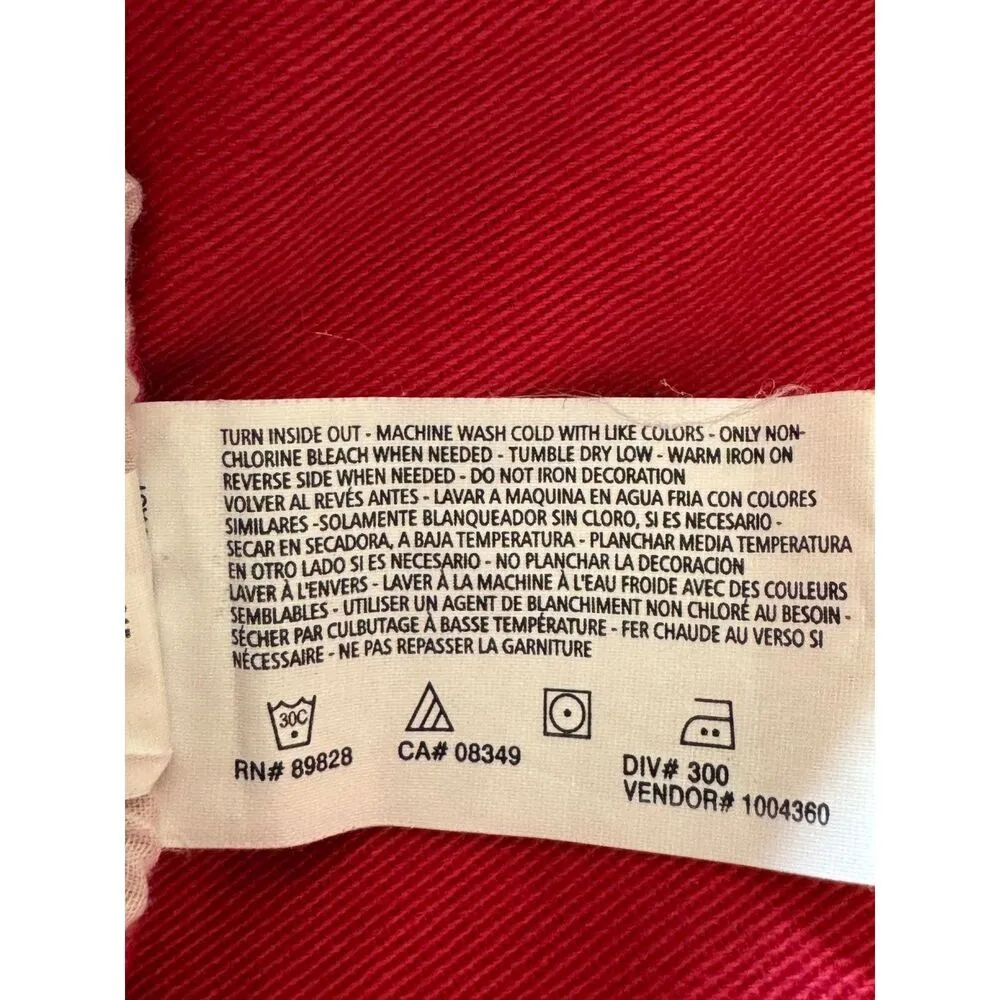 TURN INSIDE OUT - MACHINE WASH COLD WITH LIKE COLORS - ONLY NON-
CHLORINE BLEACH WHEN NEEDED - TUMBLE DRY LOW - WARM IRON ON
REVERSE SIDE WHEN NEEDED - DO NOT IRON DECORATION
VOLVER AL REVÉS ANTES - LAVAR A MAQUINA EN AGUA FRIA CON COLORES
SIMILARES -SOLAMENTE BLANQUEADOR SIN CLORO, SI ES NECESARIO -
SECAR EN SECADORA, A BAJA TEMPERATURA - PLANCHAR MEDIA TEMPERATURA
EN OTRO LADO SI ES NECESARIO - NO PLANCHAR LA DECORACION
LAVER À L'ENVERS - LAVER À LA MACHINE À L'EAU FROIDE AVEC DES COULEURS
SEMBLABLES - UTILISER UN AGENT DE BLANCHIMENT NON CHLORÉ AU BESOIN -
SÉCHER PAR CULBUTAGE À BASSE TEMPÉRATURE - FER CHAUDE AU VERSO SI
NÉCESSAIRE - NE PAS REPASSER LA GARNITURE
30C
RN# 89828
CA# 08349
DIV# 300
VENDOR# 1004360